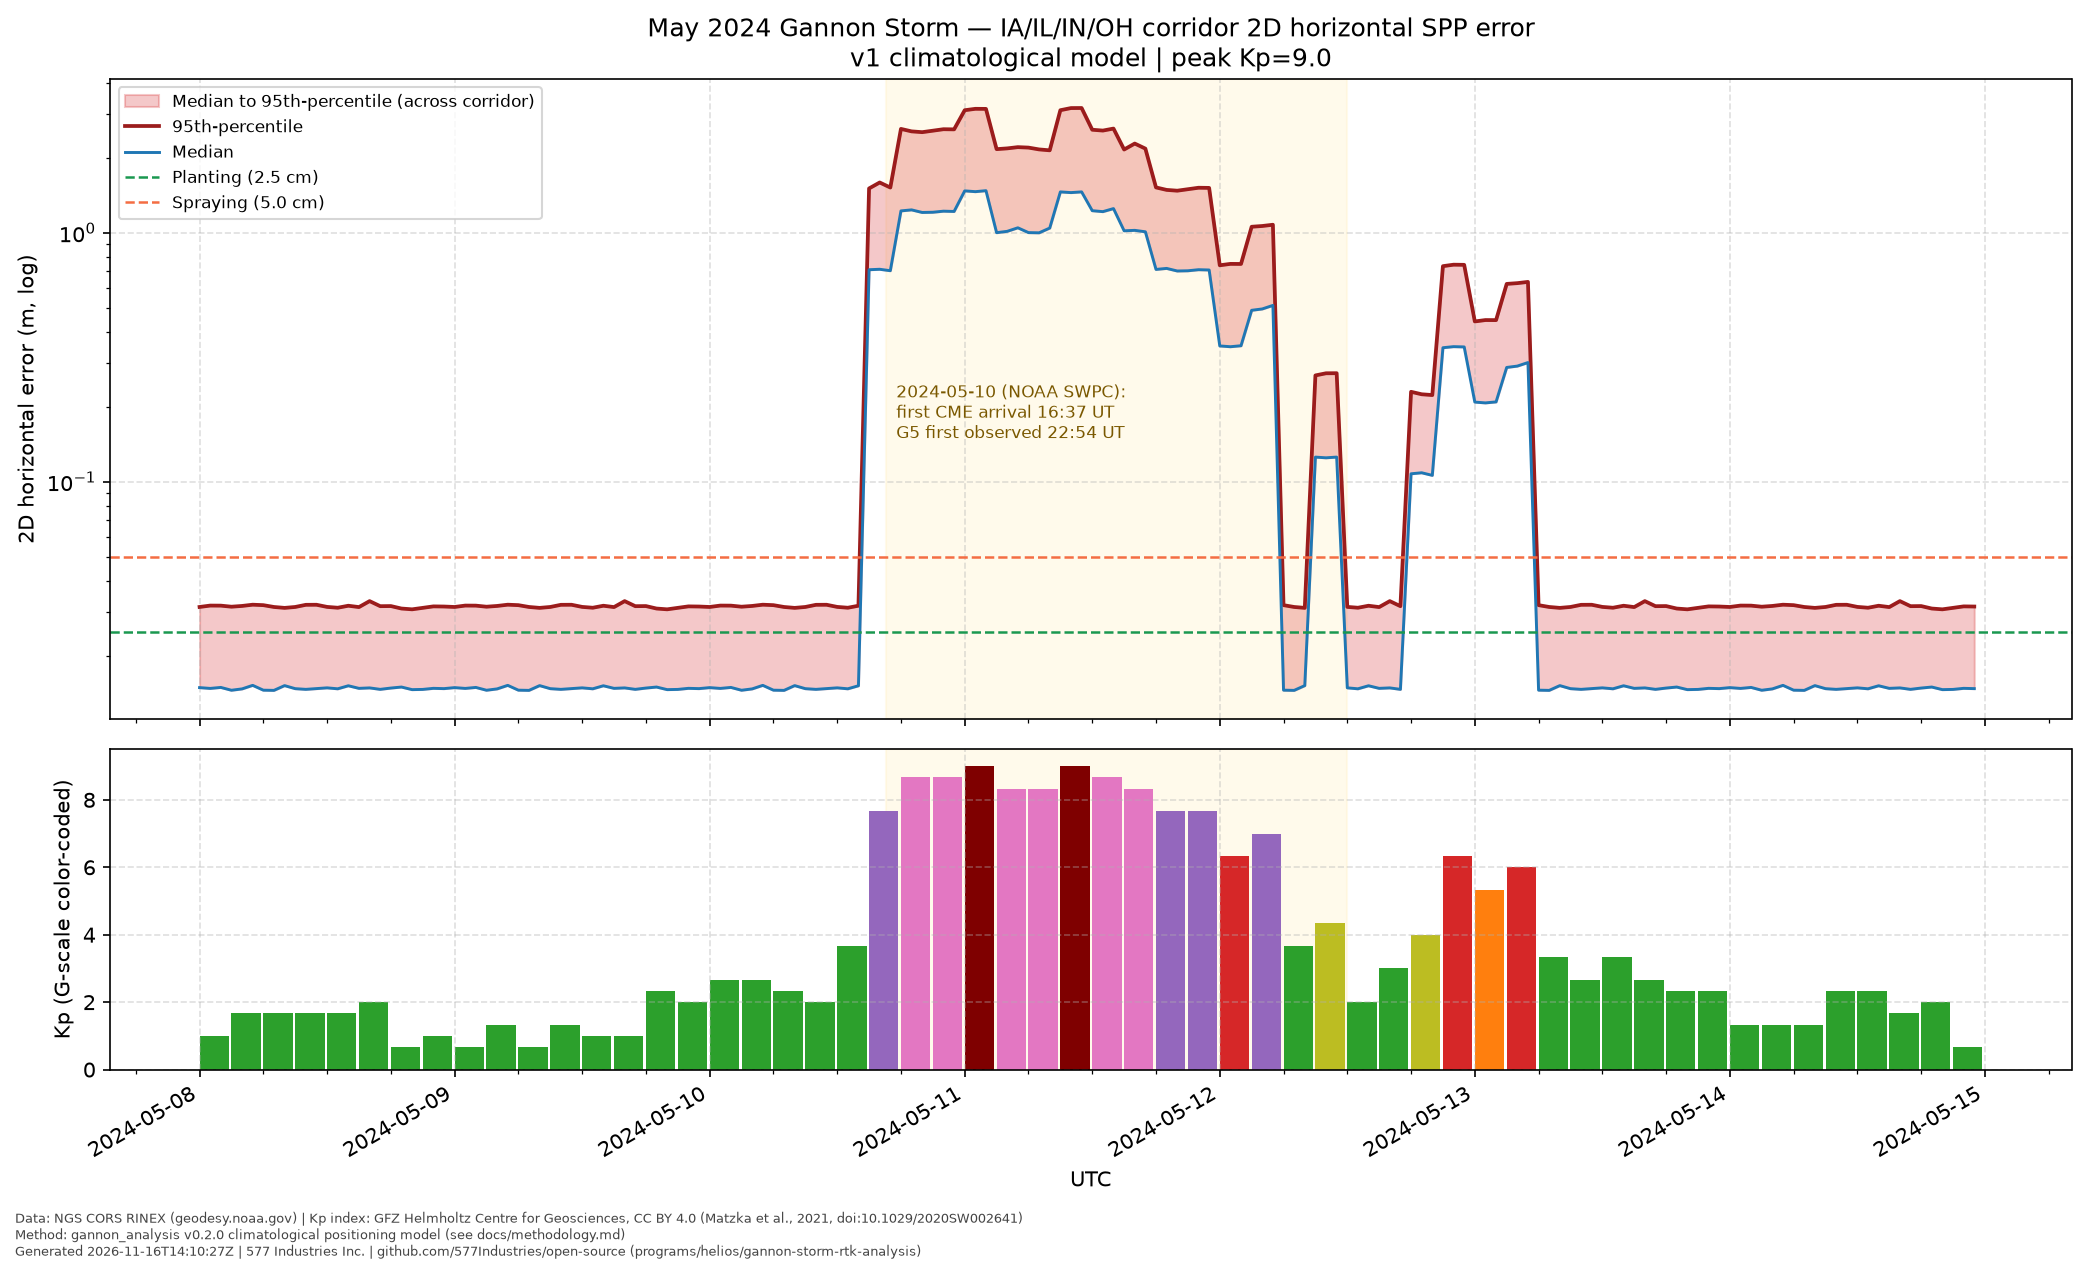 May 2024 Gannon Storm — IA/IL/IN/OH corridor 2D horizontal SPP error
v1 climatological model | peak Kp=9.0
Median to 95th-percentile (across corridor)
95th-percentile
Median
Planting (2.5 cm)
Spraying (5.0 cm)
2D horizontal error (m, log)
10⁰
10⁻¹
2024-05-10 (NOAA SWPC):
first CME arrival 16:37 UT
G5 first observed 22:54 UT
Kp (G-scale color-coded)
8
6
4
2
0
2024-05-08
2024-05-09
2024-05-10
2024-05-11
2024-05-12
2024-05-13
2024-05-14
2024-05-15
UTC
Data: NGS CORS RINEX (geodesy.noaa.gov) | Kp index: GFZ Helmholtz Centre for Geosciences, CC BY 4.0 (Matzka et al., 2021, doi:10.1029/2020SW002641)
Method: gannon_analysis v0.2.0 climatological positioning model (see docs/methodology.md)
Generated 2026-11-16T14:10:27Z | 577 Industries Inc. | github.com/577Industries/open-source (programs/helios/gannon-storm-rtk-analysis)